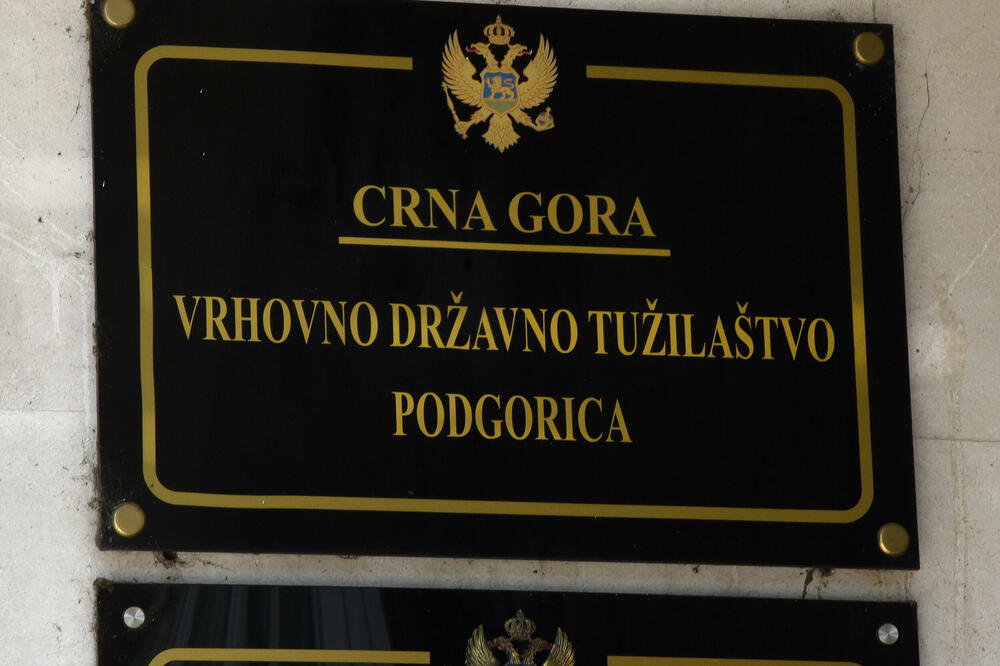 CRNA GORA
VRHOVNO DRŽAVNO TUŽILAŠTVO
PODGORICA